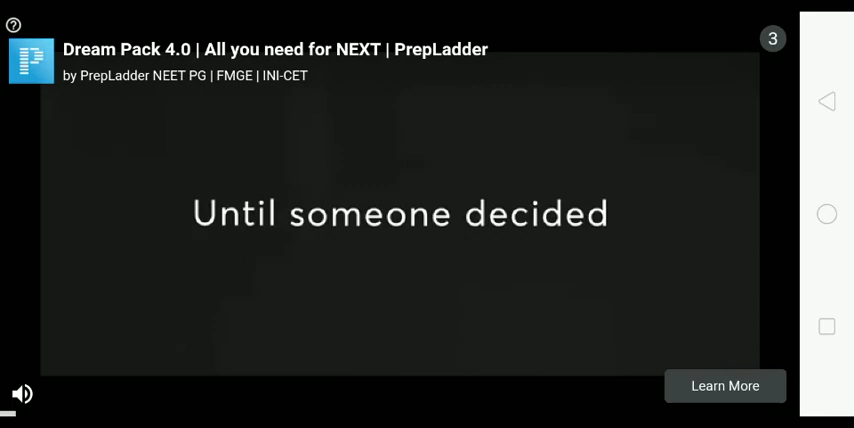 Dream Pack 4.0 | All you need for NEXT | PrepLadder
3
by PrepLadder NEET PG | FMGE | INI-CET
Until someone decided
Learn More